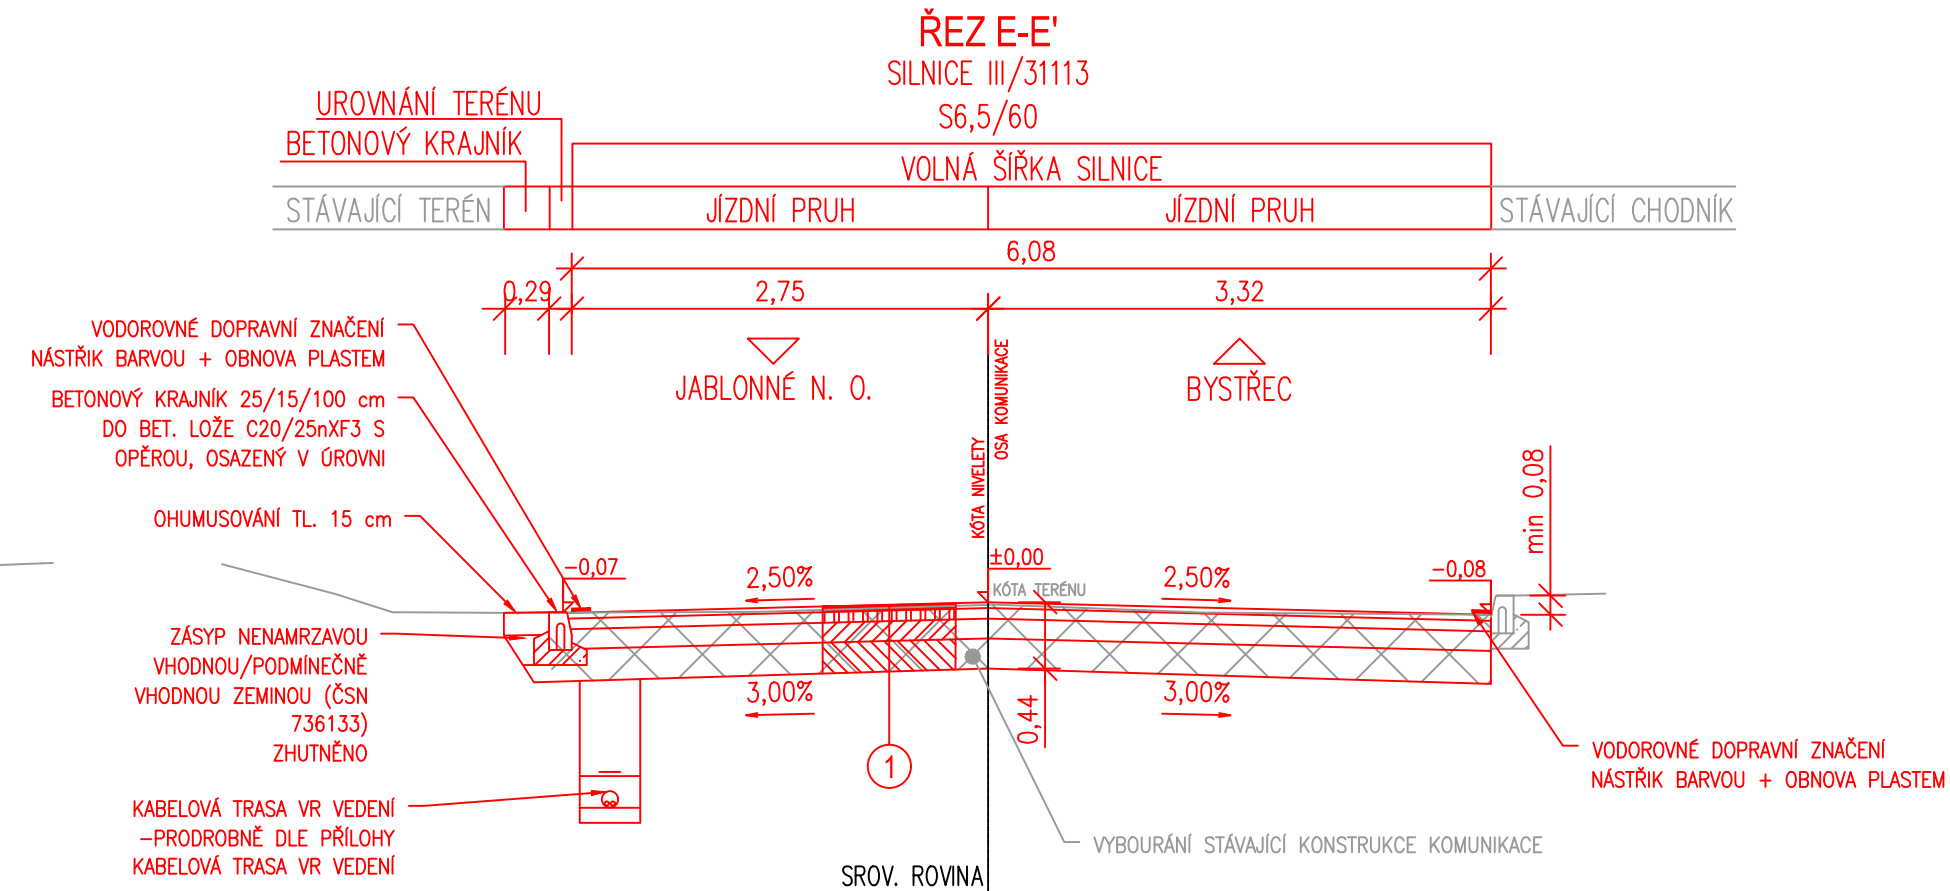 ŘEZ E-E'
SILNICE III/31113
S6,5/60
UROVNÁNÍ TERÉNU
BETONOVÝ KRAJNÍK
VOLNÁ ŠÍŘKA SILNICE
STÁVAJÍCÍ TERÉN
JÍZDNÍ PRUH
JÍZDNÍ PRUH
STÁVAJÍCÍ CHODNÍK
6,08
0,29
2,75
3,32
VODOROVNÉ DOPRAVNÍ ZNAČENÍ
NÁSTŘIK BARVOU + OBNOVA PLASTEM
JABLONNÉ N. O.
OSA KOMUNIKACE
BYSTŘEC
BETONOVÝ KRAJNÍK 25/15/100 cm
DO BET. LOŽE C20/25nXF3 S
OPĚROU, OSAZENÝ V ÚROVNI
KÓTA NIVELETY
min 0,08
OHUMUSOVÁNÍ TL. 15 cm
-0,07
2,50%
±0,00
KÓTA TERÉNU
2,50%
-0,08
ZÁSYP NENAMRZAVOU
VHODNOU/PODMÍNEČNĚ
VHODNOU ZEMINOU (ČSN
736133)
ZHUTNĚNO
3,00%
0,44
3,00%
1
VODOROVNÉ DOPRAVNÍ ZNAČENÍ
NÁSTŘIK BARVOU + OBNOVA PLASTEM
KABELOVÁ TRASA VR VEDENÍ
-PRODROBNĚ DLE PŘÍLOHY
KABELOVÁ TRASA VR VEDENÍ
VYBOURÁNÍ STÁVAJÍCÍ KONSTRUKCE KOMUNIKACE
SROV. ROVINA